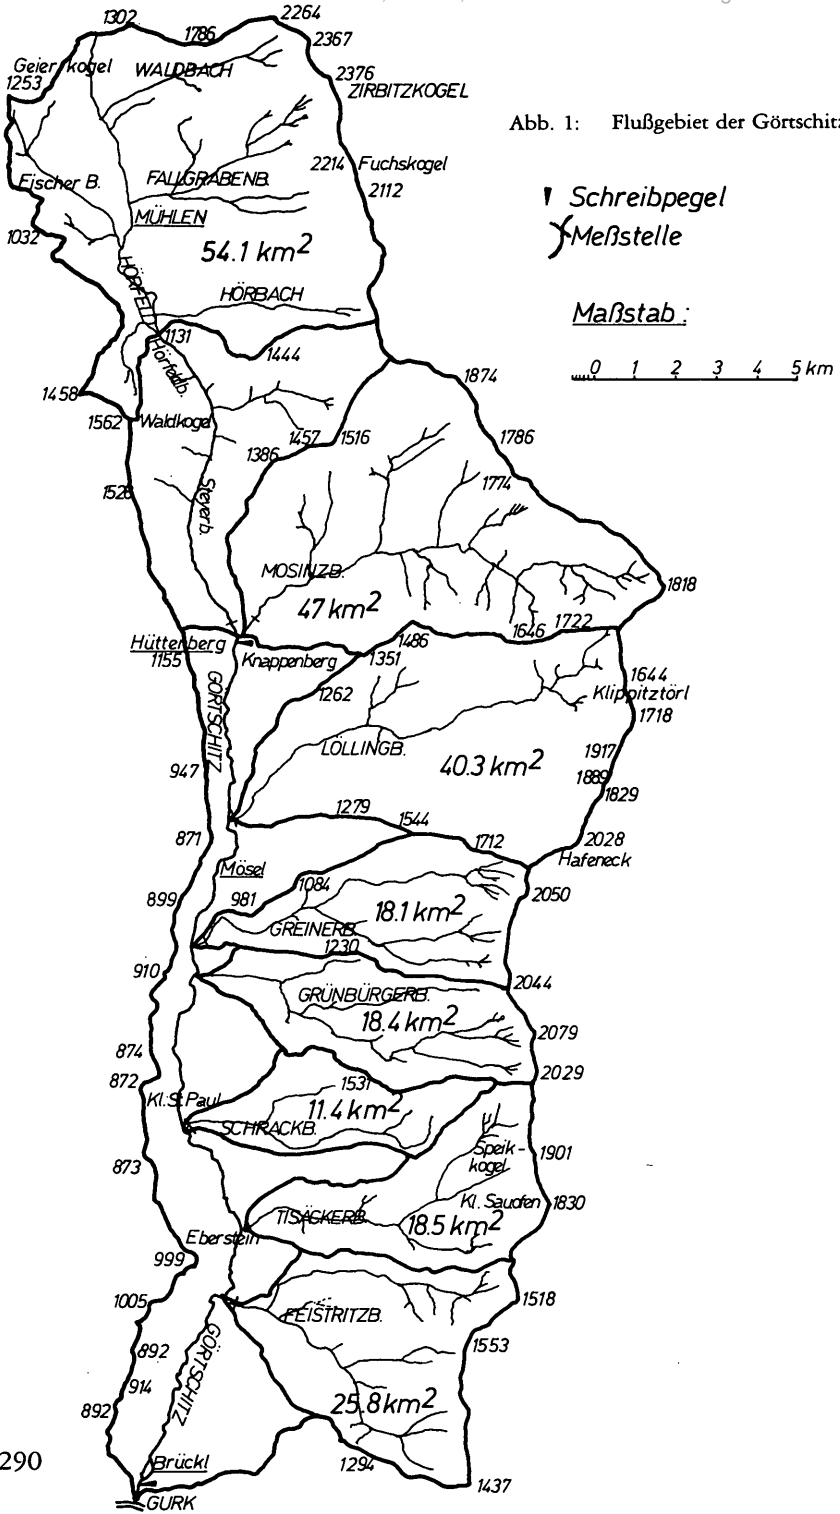 1302
2264
1786
2367
Geierkogel
WALDBACH
1253
2376
ZIRBITZKOGEL
Abb. 1: Flußgebiet der Görtschitz
2214 Fuchskogel
Fischer B.
FALLGRABENB.
2112
Schreibpegel
MÜHLEN
Meßstelle
1032
54.1 km2
HÖRFELD
HÖRBACH
Maßstab :
1131
Hörfeldb.
1444
0 1 2 3 4 5 km
1458
1874
1562
Waldkogel
1457
1516
1786
1386
1774
1528
Steyerb.
MOSINZB.
1818
47 km2
1722
1646
1486
Hüttenberg
1155
Knappenberg
1351
1644
Klippitztörl
1262
1718
GÖRTSCHITZ
LÖLLINGB.
1917
947
40.3 km2
1889
1829
1279
1544
871
1712
2028
Hafeneck
Mösel
1084
2050
899
981
18.1 km2
GREINERB.
1230
910
2044
GRÜNBÜRGERB.
18.4 km2
2079
874
2029
872
1531
Kl.St.Paul
11.4 km2
SCHRACKB.
Speik-
kogel
1901
873
Kl. Sauofen
1830
TISÄCKERB.
18.5 km2
Eberstein
999
1005
1518
FEISTRITZB.
1553
892
GÖRTSCHITZ
914
25.8 km2
892
290
Brückl
1294
1437
GURK